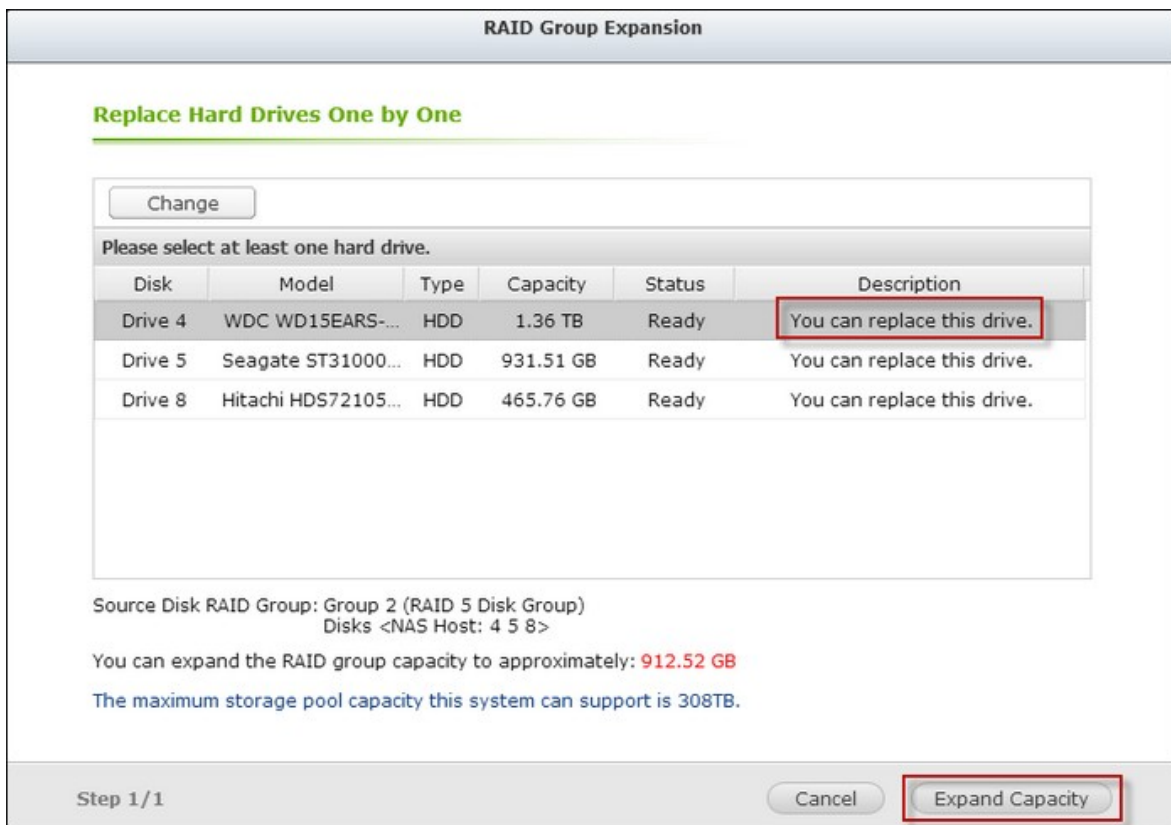 RAID Group Expansion
Replace Hard Drives One by One
Change
Please select at least one hard drive.
Disk Model Type Capacity Status Description
Drive 4 WDC WD15EARS-... HDD 1.36 TB Ready You can replace this drive.
Drive 5 Seagate ST31000... HDD 931.51 GB Ready You can replace this drive.
Drive 8 Hitachi HDS72105... HDD 465.76 GB Ready You can replace this drive.
Source Disk RAID Group: Group 2 (RAID 5 Disk Group)
Disks <NAS Host: 4 5 8>
You can expand the RAID group capacity to approximately: 912.52 GB
The maximum storage pool capacity this system can support is 308TB.
Step 1/1 Cancel Expand Capacity